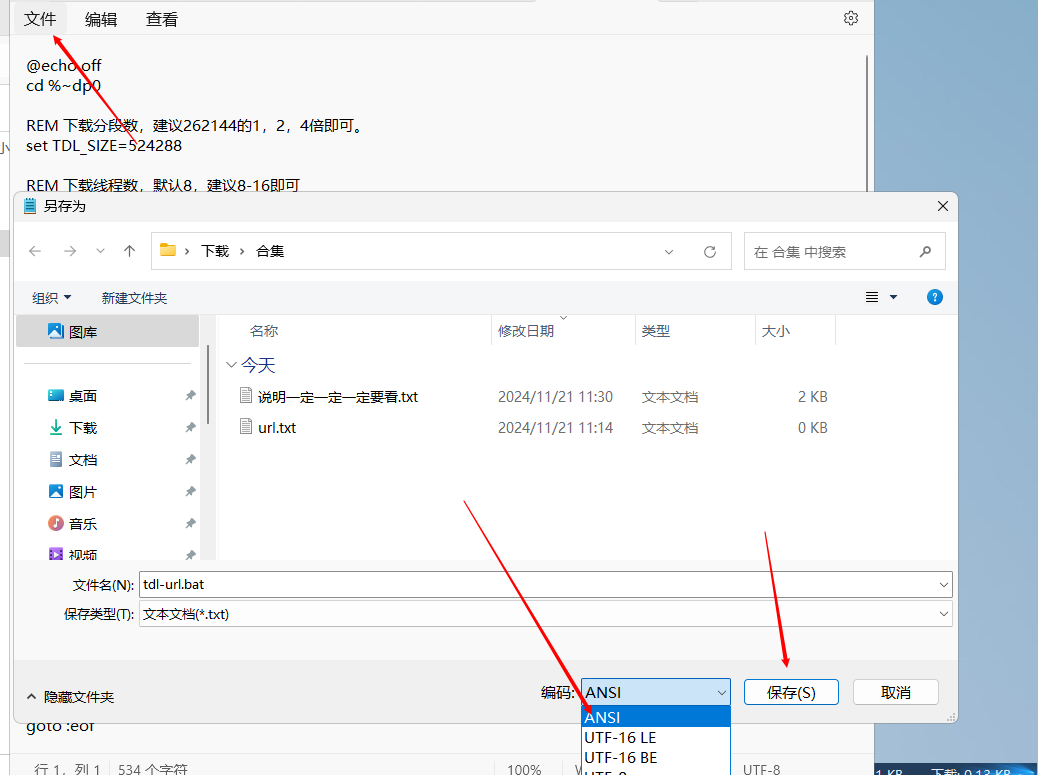 文件 编辑 查看
@echo off
cd %~dp0
REM 下载分段数，建议262144的1，2，4倍即可。
set TDL_SIZE=524288
REM 下载线程数，默认8，建议8-16即可
小
另存为
下载 合集
在 合集 中搜索
组织 新建文件夹
图库
名称 修改日期 类型 大小
今天
桌面
说明一定一定一定要看.txt 2024/11/21 11:30 文本文档 2 KB
下载
url.txt 2024/11/21 11:14 文本文档 0 KB
文档
图片
音乐
视频
文件名(N): tdl-url.bat
保存类型(T): 文本文档(*.txt)
隐藏文件夹 编码: ANSI 保存(S) 取消
ANSI
UTF-16 LE
UTF-16 BE
goto :eof
行 1，列 1 534 个字符 100% UTF-8
下载: 0.13 KB